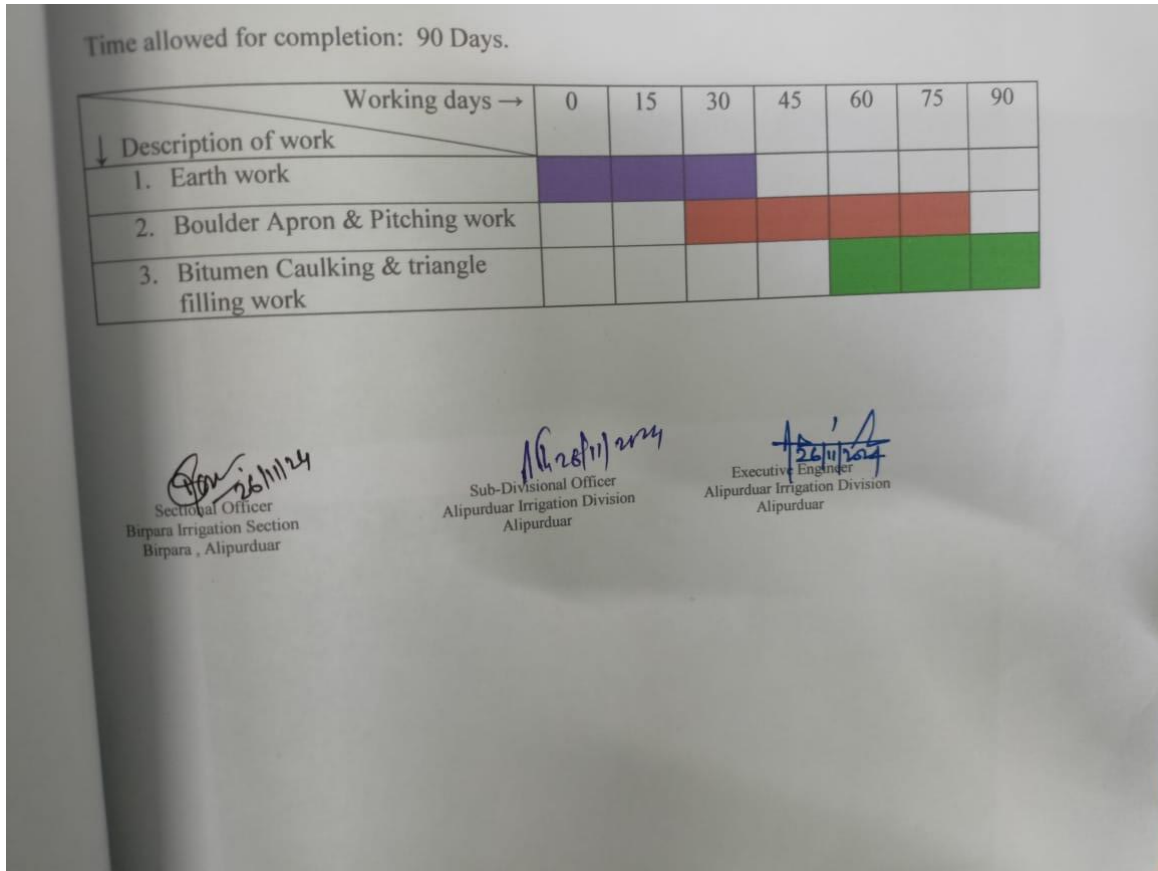 Time allowed for completion: 90 Days.
Working days → 0 15 30 45 60 75 90
↓ Description of work
1. Earth work
2. Boulder Apron & Pitching work
3. Bitumen Caulking & triangle
filling work
26/11/24
Sectional Officer
Birpara Irrigation Section
Birpara , Alipurduar
26/11/2024
Sub-Divisional Officer
Alipurduar Irrigation Division
Alipurduar
26/11/2024
Executive Engineer
Alipurduar Irrigation Division
Alipurduar